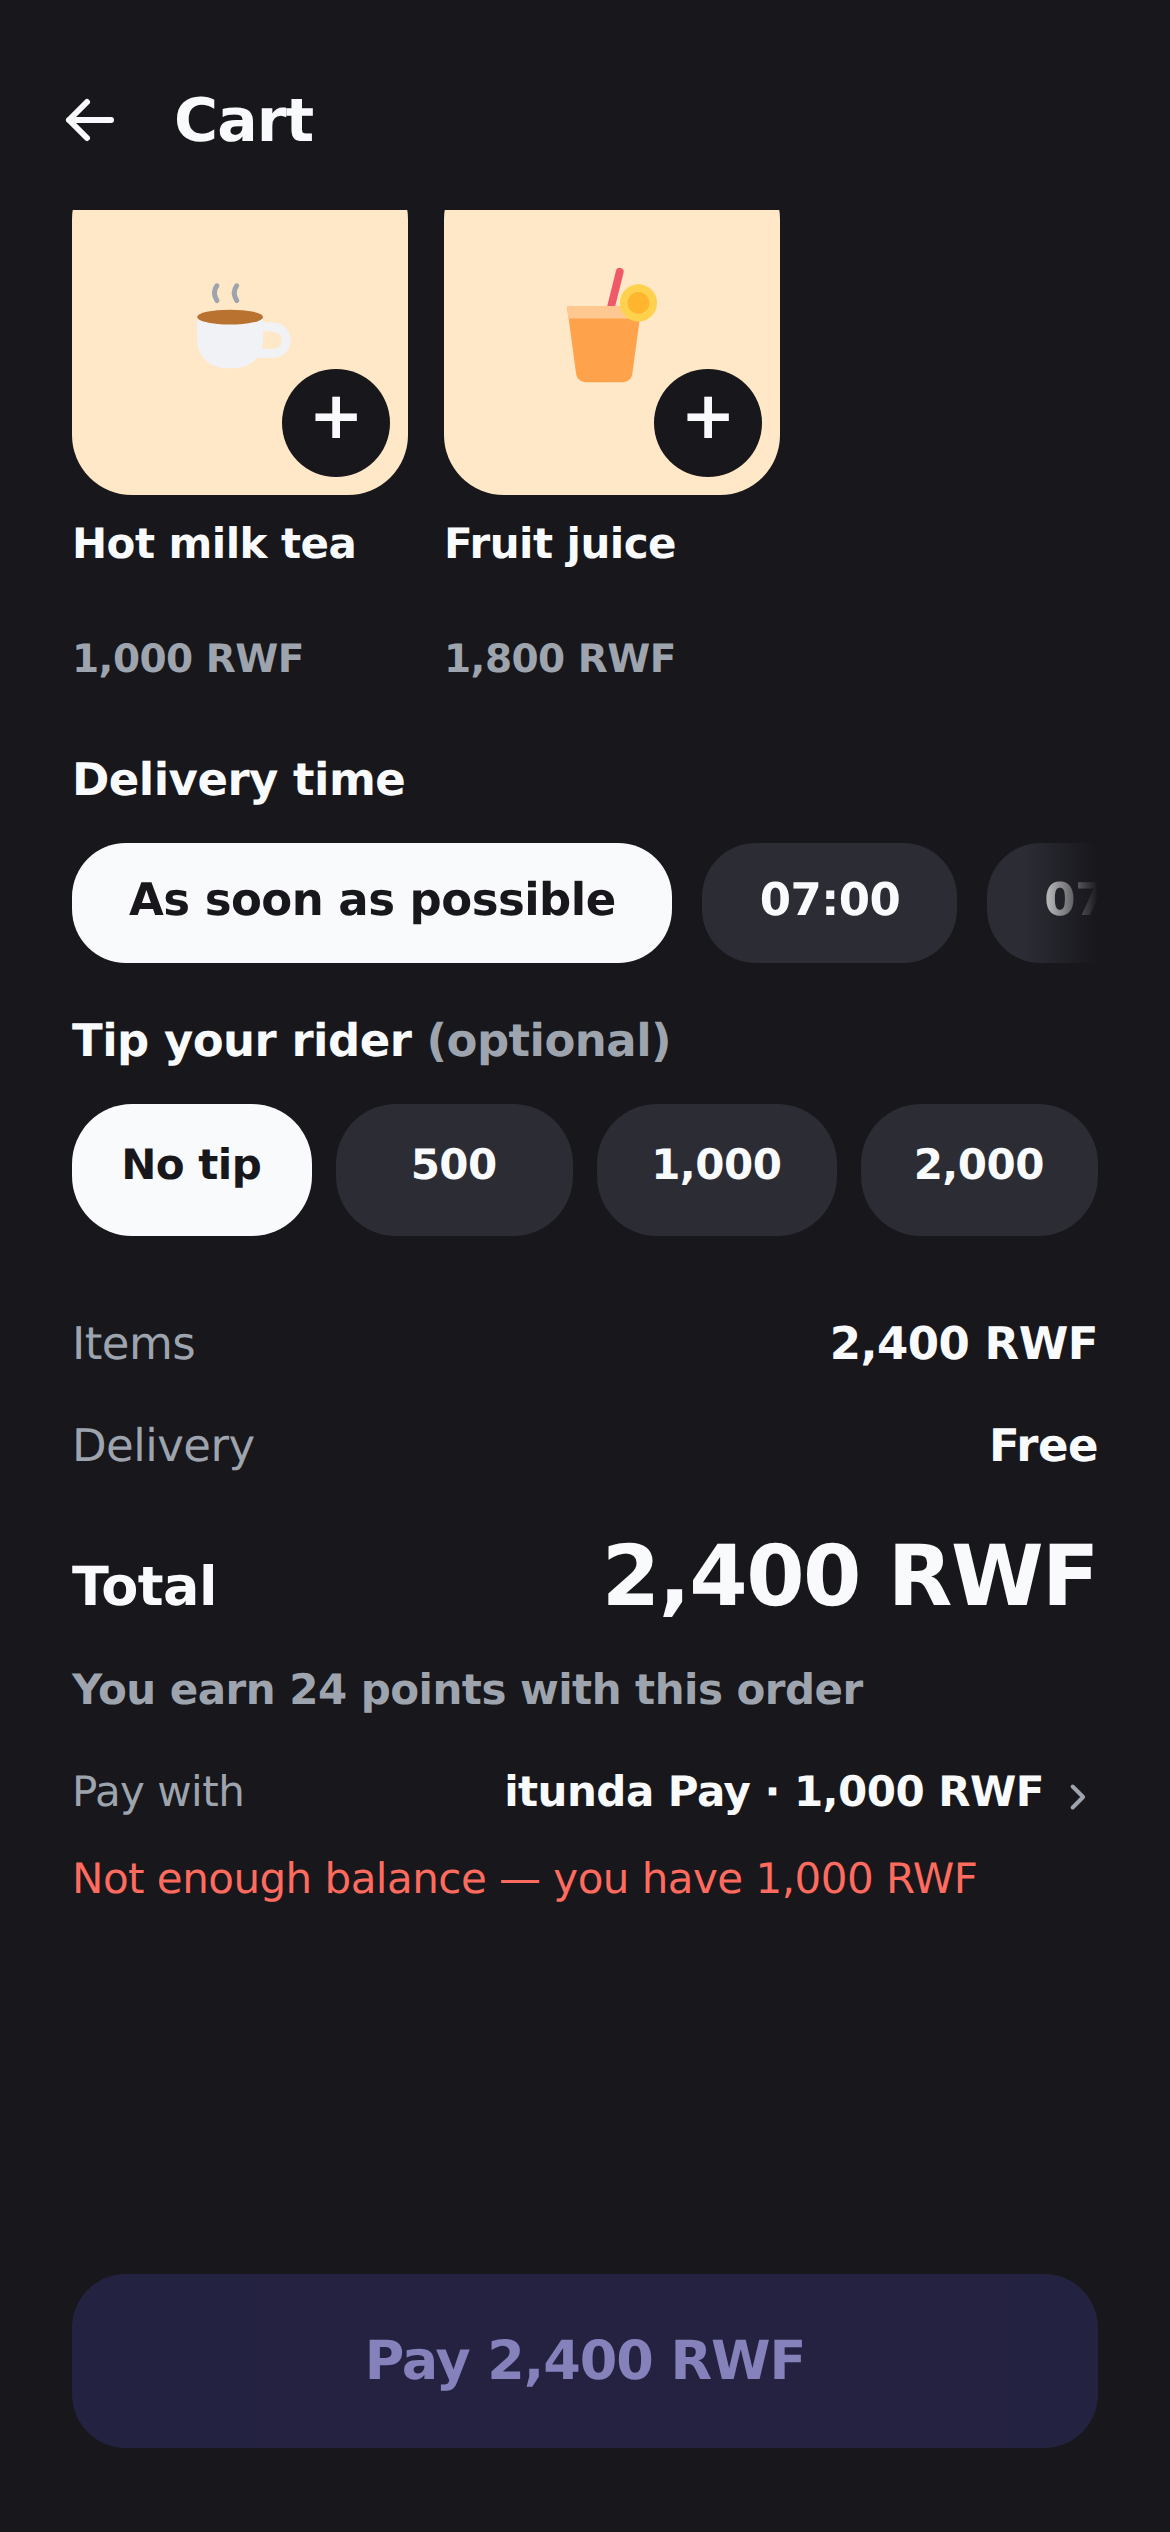 Cart
Hot milk tea
Fruit juice
1,000 RWF
1,800 RWF
Delivery time
As soon as possible
07:00
07
Tip your rider (optional)
No tip
500
1,000
2,000
Items
2,400 RWF
Delivery
Free
Total
2,400 RWF
You earn 24 points with this order
Pay with
itunda Pay · 1,000 RWF
Not enough balance — you have 1,000 RWF
Pay 2,400 RWF